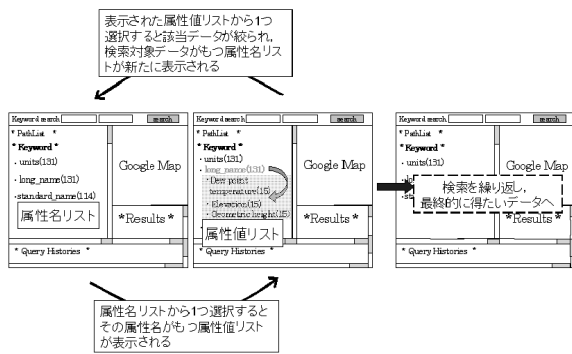 表示された属性値リストから1つ
選択すると該当データが絞られ,
検索対象データがもつ属性名リス
トが新たに表示される
Keyword search search
* PathList *
* Keyword *
· units(131)
· long_name(131)
· standard_name(114)
属性名リスト
Google Map
*Results *
* Query Histories *
Keyword search search
* PathList *
* Keyword *
· units(131)
· long_name(131)
· Dew point
temperature(15)
· Elevation(15)
· Geometric height(15)
属性値リスト
Google Map
*Results *
* Query Histories *
Keyword search search
* PathList *
* Keyword *
· units(131)
Google Map
検索を繰り返し,
最終的に得たいデータへ
*Results *
* Query Histories *
属性名リストから1つ選択すると
その属性名がもつ属性値リスト
が表示される